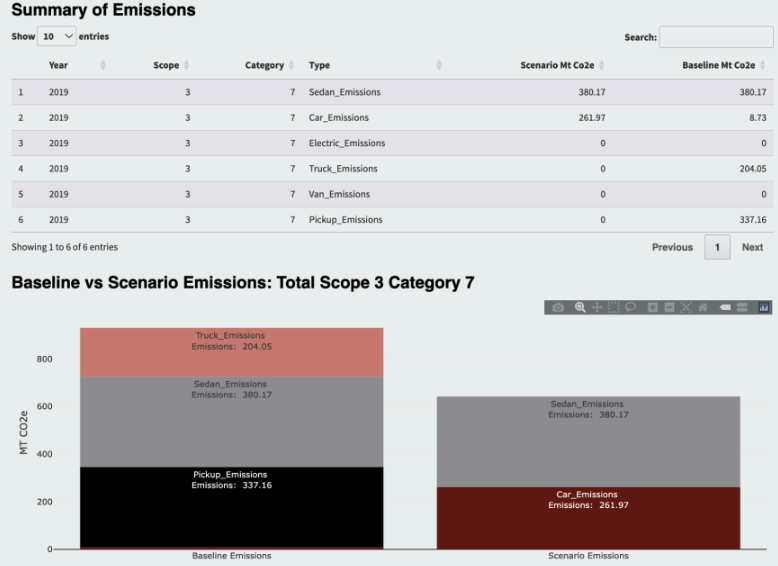 Summary of Emissions
Show 10 entries
Search:
Year Scope Category Type Scenario Mt Co2e Baseline Mt Co2e
1 2019 3 7 Sedan_Emissions 380.17 380.17
2 2019 3 7 Car_Emissions 261.97 8.73
3 2019 3 7 Electric_Emissions 0 0
4 2019 3 7 Truck_Emissions 0 204.05
5 2019 3 7 Van_Emissions 0 0
6 2019 3 7 Pickup_Emissions 0 337.16
Showing 1 to 6 of 6 entries
Previous 1 Next
Baseline vs Scenario Emissions: Total Scope 3 Category 7
MT CO2e
800
600
400
200
0
Truck_Emissions
Emissions: 204.05
Sedan_Emissions
Emissions: 380.17
Pickup_Emissions
Emissions: 337.16
Baseline Emissions
Sedan_Emissions
Emissions: 380.17
Car_Emissions
Emissions: 261.97
Scenario Emissions